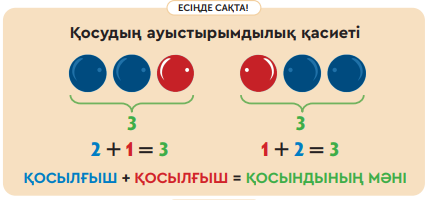 ЕСІҢДЕ САҚТА!
Қосудың ауыстырымдылық қасиеті
3 3
2 + 1 = 3 1 + 2 = 3
ҚОСЫЛҒЫШ + ҚОСЫЛҒЫШ = ҚОСЫНДЫНЫҢ МӘНІ